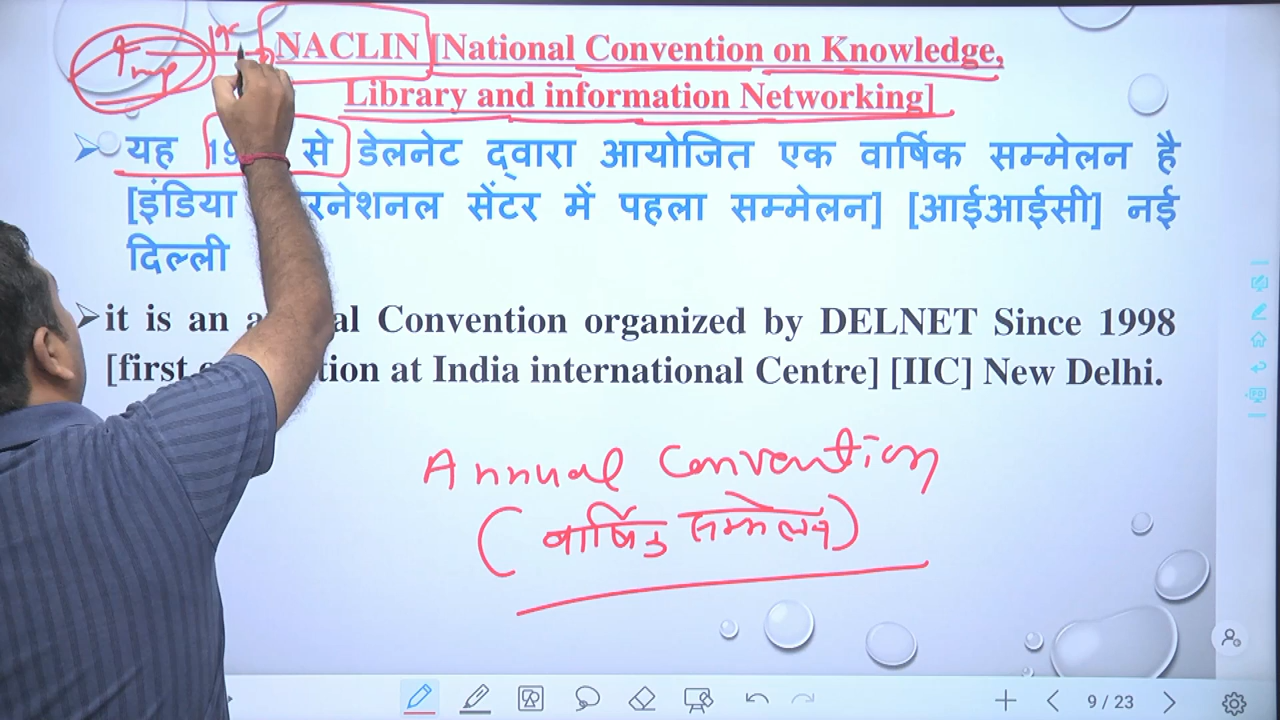 Imp 19
NACLIN [National Convention on Knowledge,
Library and information Networking]
यह 19 से डेलनेट द्वारा आयोजित एक वार्षिक सम्मेलन है
[इंडिया रनेशनल सेंटर में पहला सम्मेलन] [आईआईसी] नई
दिल्ली
it is an a al Convention organized by DELNET Since 1998
[first tion at India international Centre] [IIC] New Delhi.
Annual Convention
(वार्षिक सम्मेलन)
9 / 23